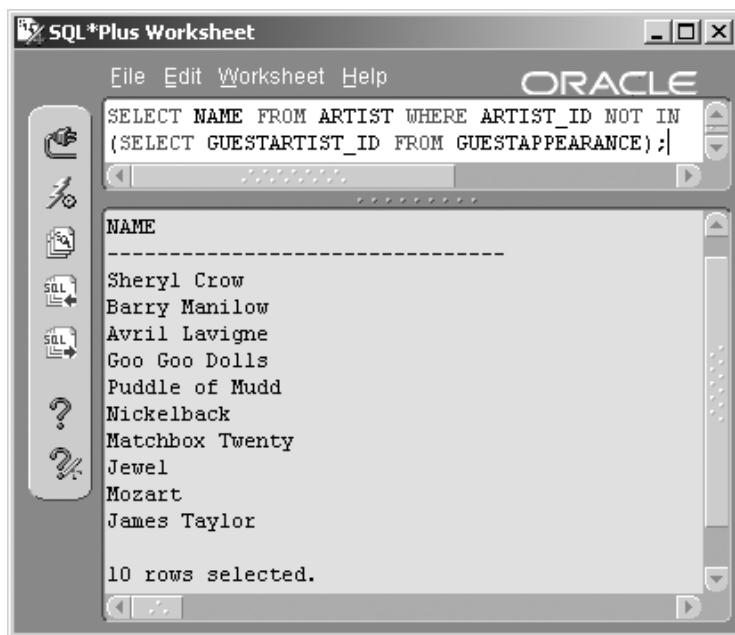 SQL*Plus Worksheet
File Edit Worksheet Help
ORACLE
SELECT NAME FROM ARTIST WHERE ARTIST_ID NOT IN
(SELECT GUESTARTIST_ID FROM GUESTAPPEARANCE);
NAME
--------------------------------
Sheryl Crow
Barry Manilow
Avril Lavigne
Goo Goo Dolls
Puddle of Mudd
Nickelback
Matchbox Twenty
Jewel
Mozart
James Taylor
10 rows selected.
SQL
SQL